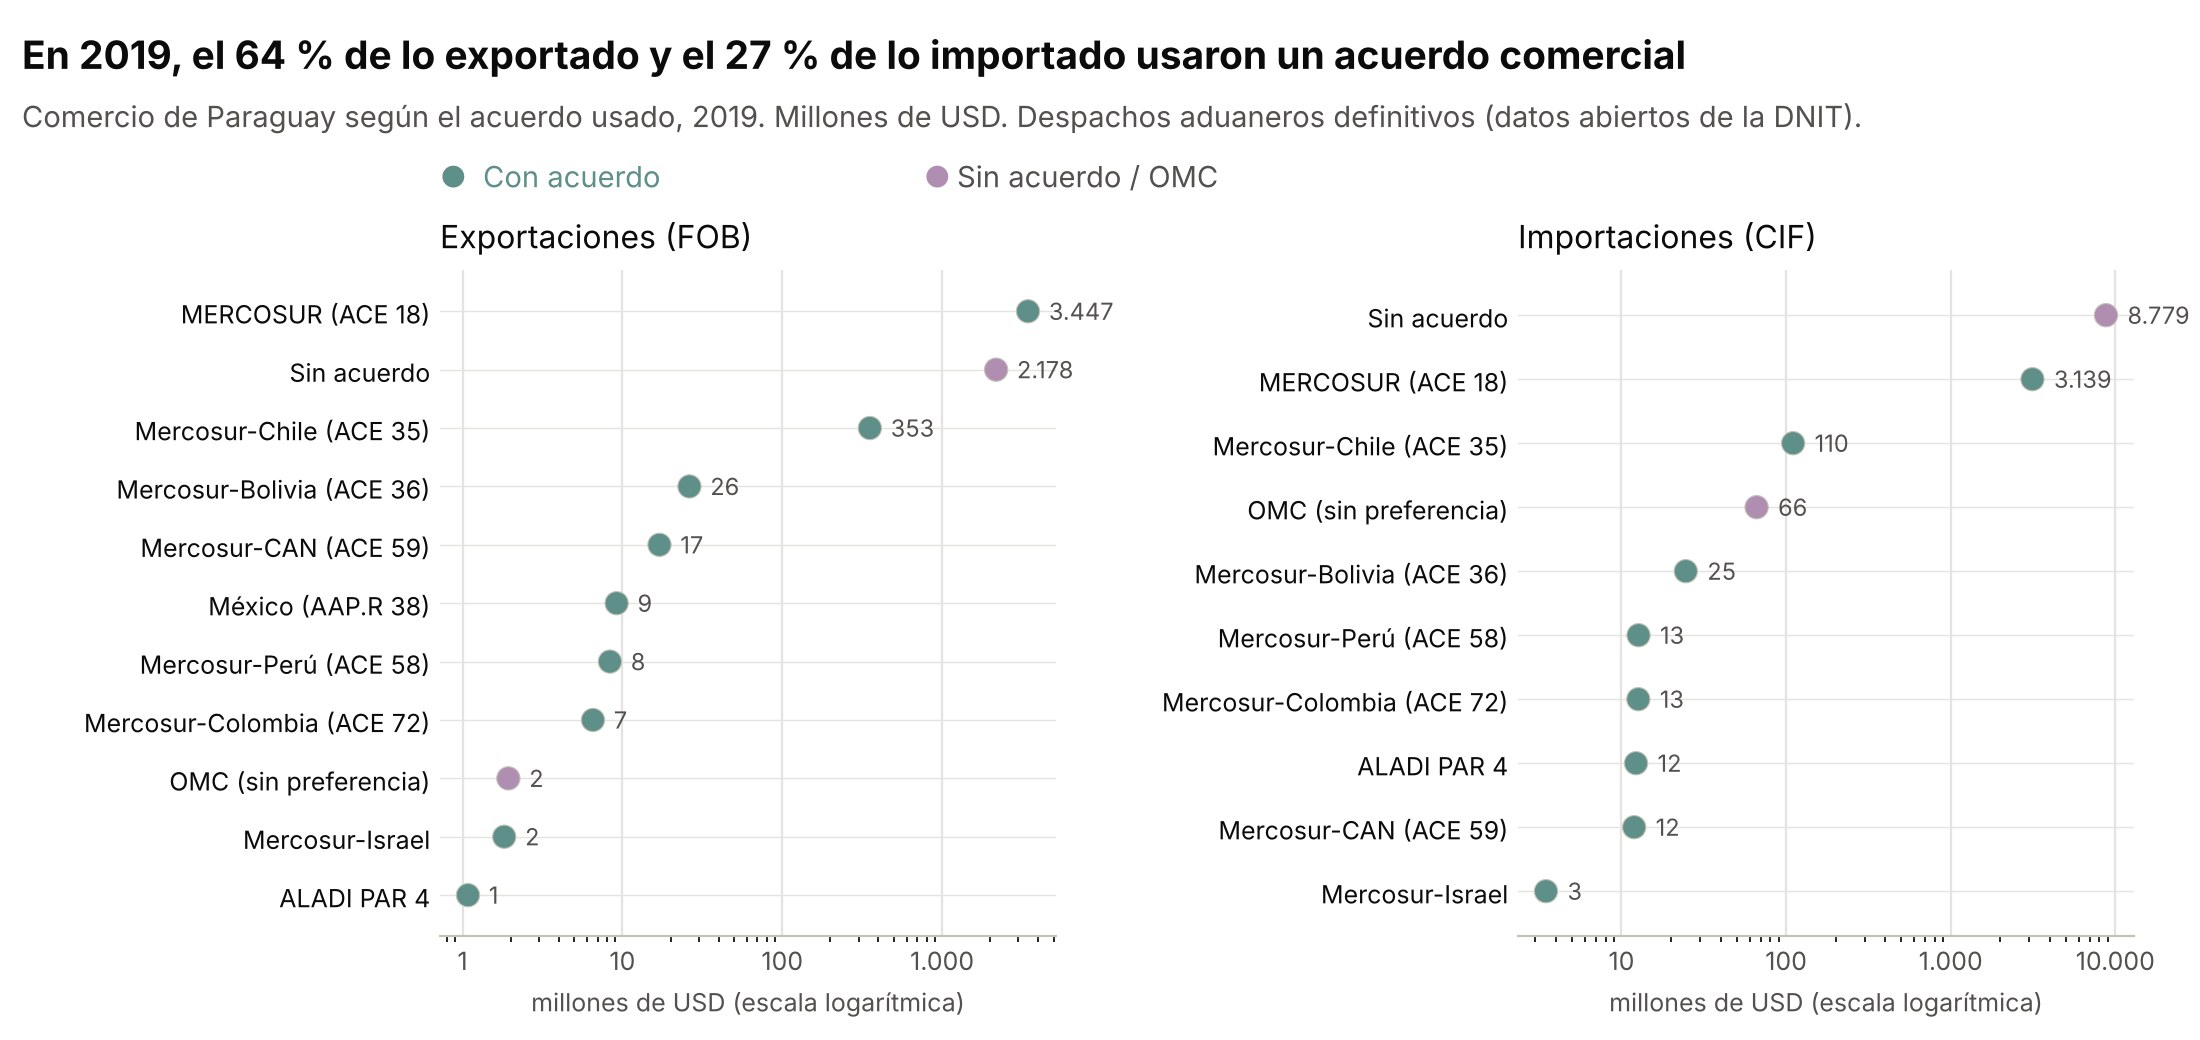 En 2019, el 64 % de lo exportado y el 27 % de lo importado usaron un acuerdo comercial
Comercio de Paraguay según el acuerdo usado, 2019. Millones de USD. Despachos aduaneros definitivos (datos abiertos de la DNIT).
Con acuerdo
Sin acuerdo / OMC
Exportaciones (FOB)
MERCOSUR (ACE 18) 3.447
Sin acuerdo 2.178
Mercosur-Chile (ACE 35) 353
Mercosur-Bolivia (ACE 36) 26
Mercosur-CAN (ACE 59) 17
México (AAP.R 38) 9
Mercosur-Perú (ACE 58) 8
Mercosur-Colombia (ACE 72) 7
OMC (sin preferencia) 2
Mercosur-Israel 2
ALADI PAR 4 1
1 10 100 1.000
millones de USD (escala logarítmica)
Importaciones (CIF)
Sin acuerdo 8.779
MERCOSUR (ACE 18) 3.139
Mercosur-Chile (ACE 35) 110
OMC (sin preferencia) 66
Mercosur-Bolivia (ACE 36) 25
Mercosur-Perú (ACE 58) 13
Mercosur-Colombia (ACE 72) 13
ALADI PAR 4 12
Mercosur-CAN (ACE 59) 12
Mercosur-Israel 3
10 100 1.000 10.000
millones de USD (escala logarítmica)